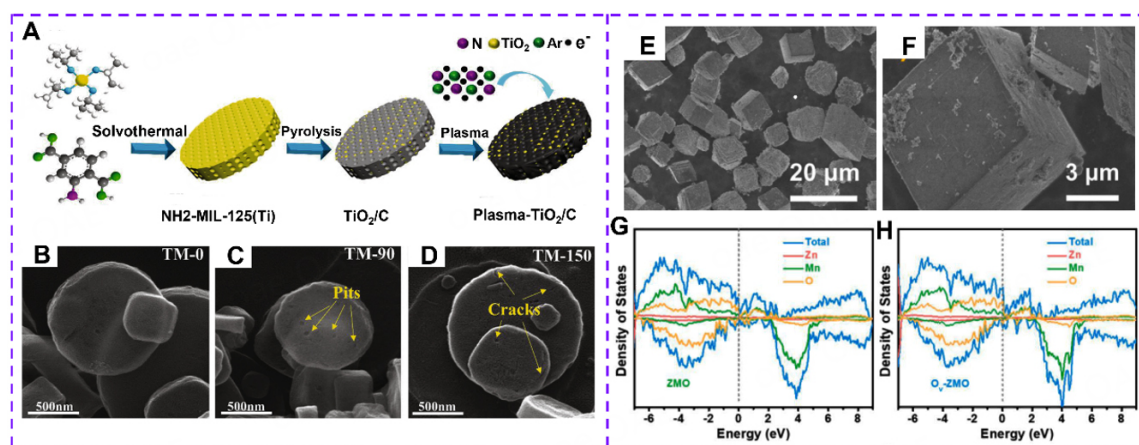 A
N TiO2 Ar e-
Solvothermal
Pyrolysis
Plasma
NH2-MIL-125(Ti)
TiO2/C
Plasma-TiO2/C
B
TM-0
500nm
C
TM-90
Pits
500nm
D
TM-150
Cracks
500nm
E
20 μm
F
3 μm
G
Density of States
Total
Zn
Mn
O
ZMO
-6 -4 -2 0 2 4 6 8
Energy (eV)
H
Density of States
Total
Zn
Mn
O
Ov-ZMO
-6 -4 -2 0 2 4 6 8
Energy (eV)